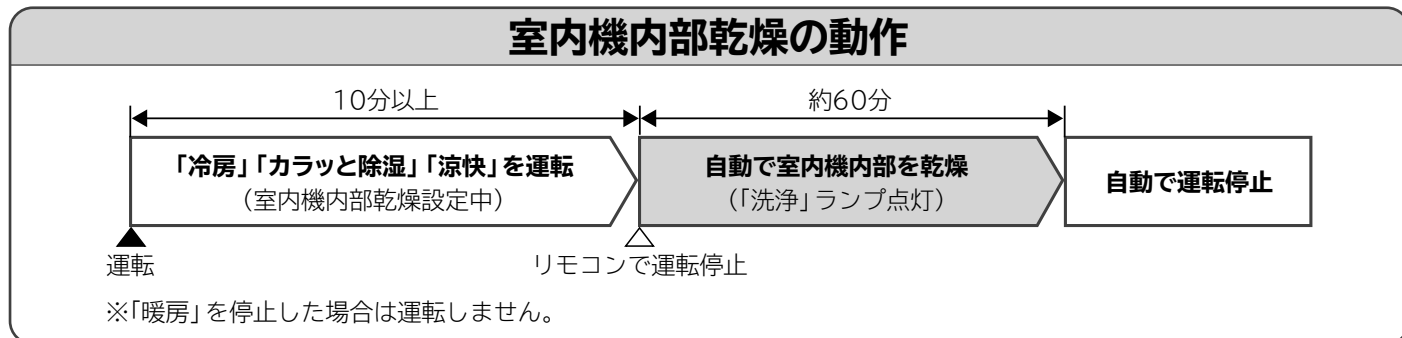 室内機内部乾燥の動作
10分以上
約60分
「冷房」「カラッと除湿」「涼快」を運転
（室内機内部乾燥設定中）
自動で室内機内部を乾燥
（「洗浄」ランプ点灯）
自動で運転停止
運転
リモコンで運転停止
※「暖房」を停止した場合は運転しません。